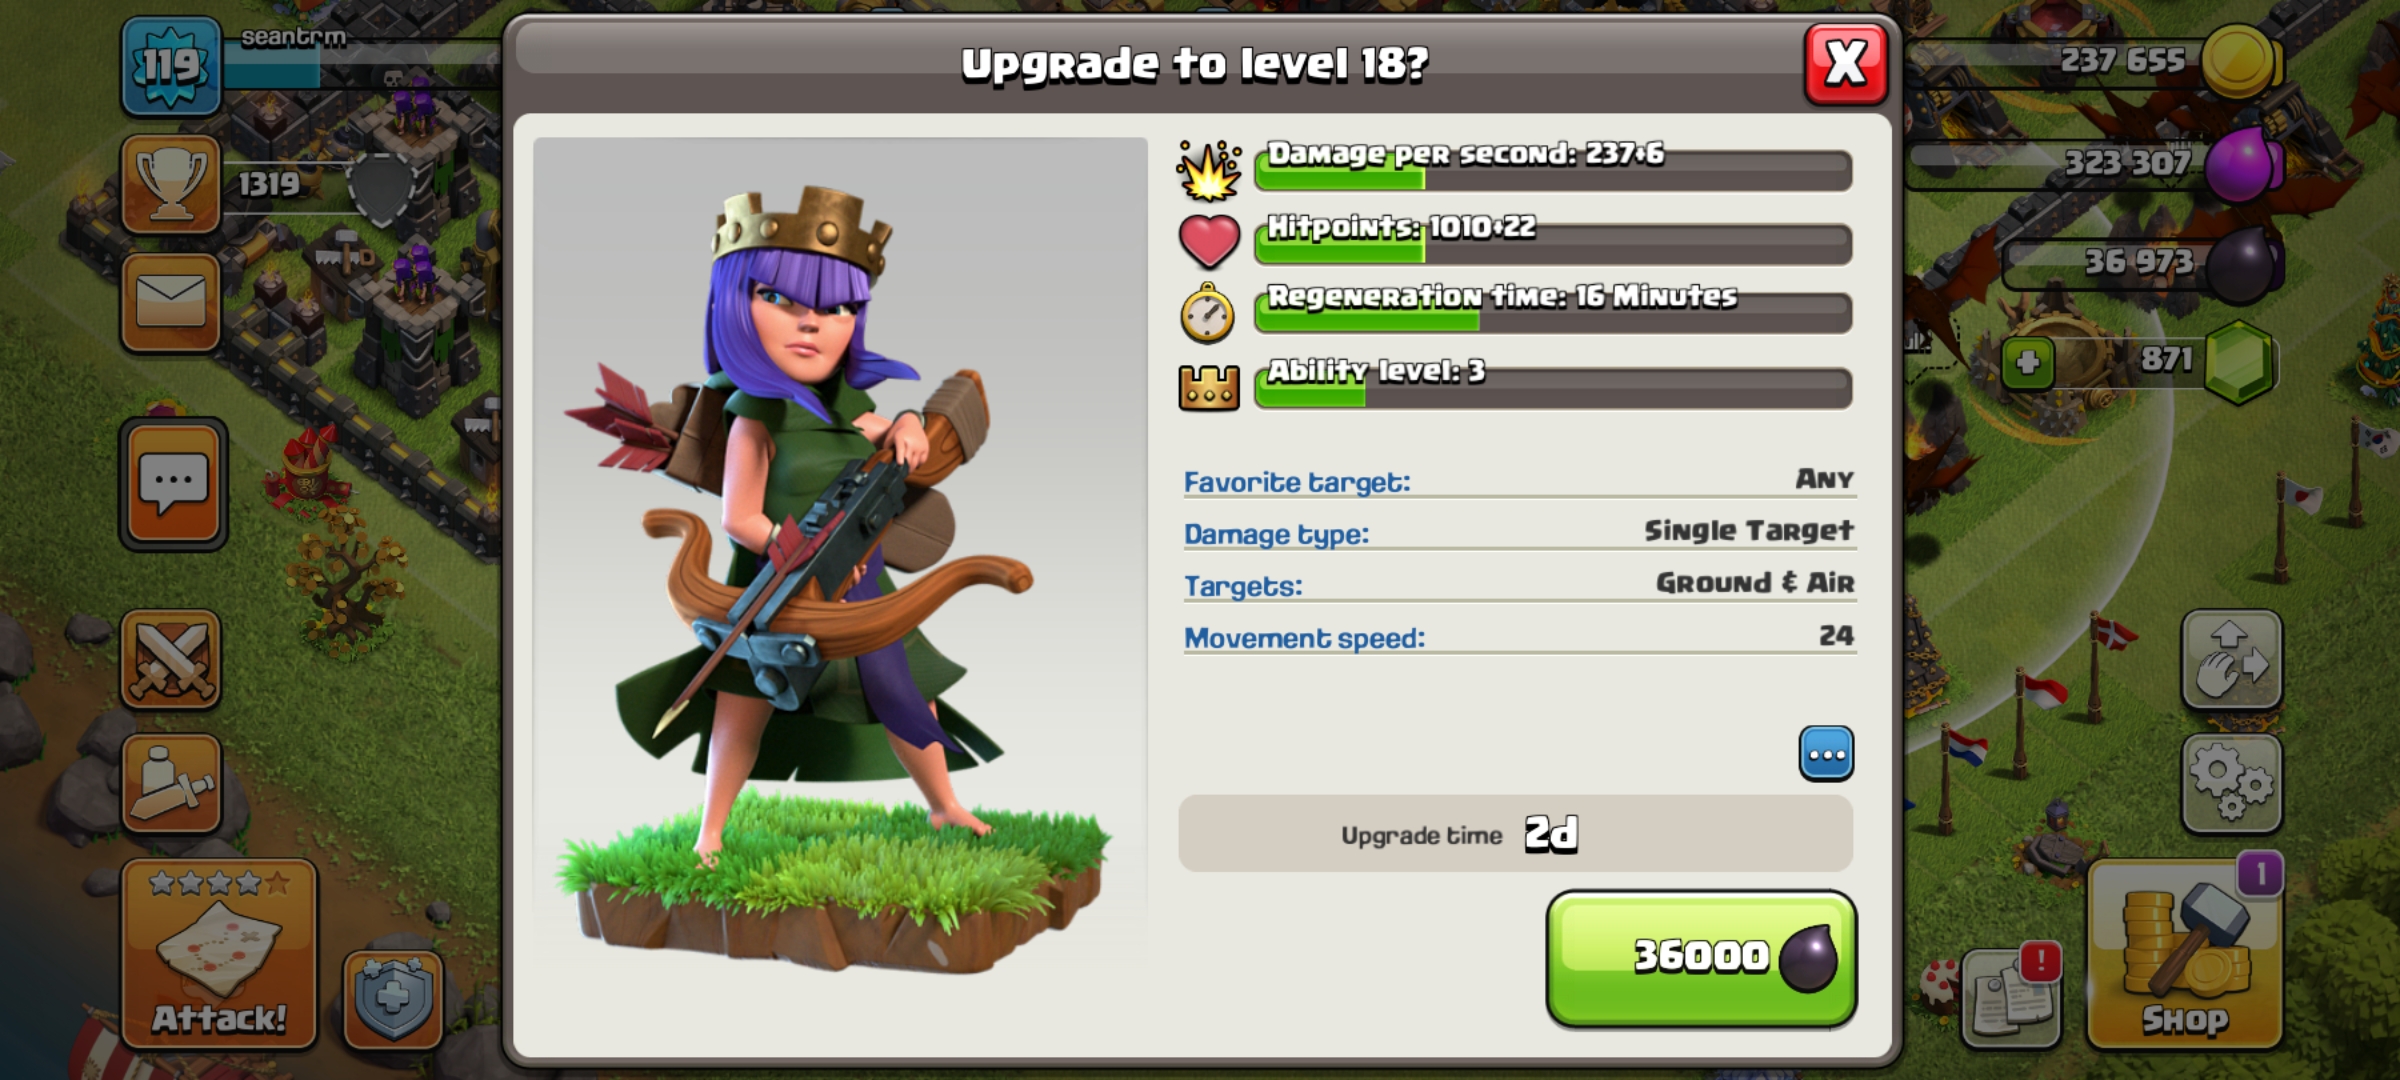 119
seantrm
1319
Attack!
Upgrade to level 18?
X
Damage per second: 237+6
Hitpoints: 1010+22
Regeneration time: 16 Minutes
Ability level: 3
Favorite target: Any
Damage type: Single Target
Targets: Ground & Air
Movement speed: 24
Upgrade time 2d
36000
237 655
323 307
36 973
871
1
!
Shop